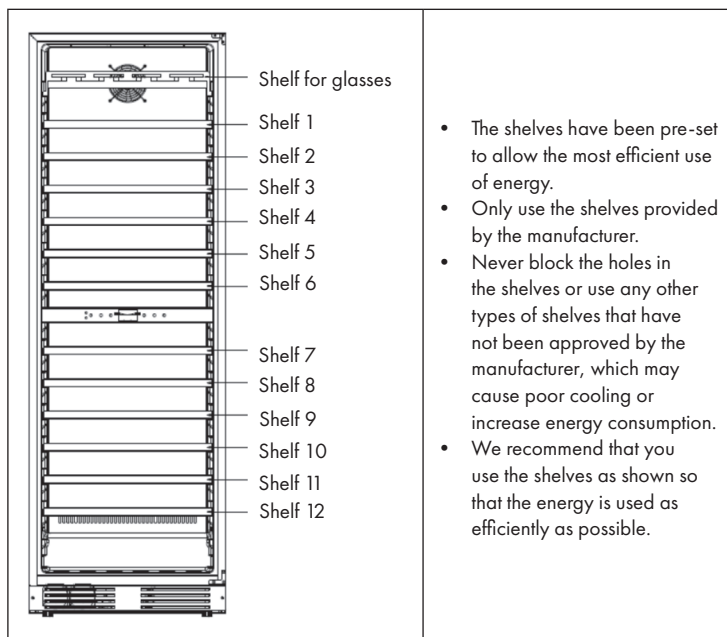 Shelf for glasses
Shelf 1
Shelf 2
Shelf 3
Shelf 4
Shelf 5
Shelf 6
Shelf 7
Shelf 8
Shelf 9
Shelf 10
Shelf 11
Shelf 12
• The shelves have been pre-set
to allow the most efficient use
of energy.
• Only use the shelves provided
by the manufacturer.
• Never block the holes in
the shelves or use any other
types of shelves that have
not been approved by the
manufacturer, which may
cause poor cooling or
increase energy consumption.
• We recommend that you
use the shelves as shown so
that the energy is used as
efficiently as possible.